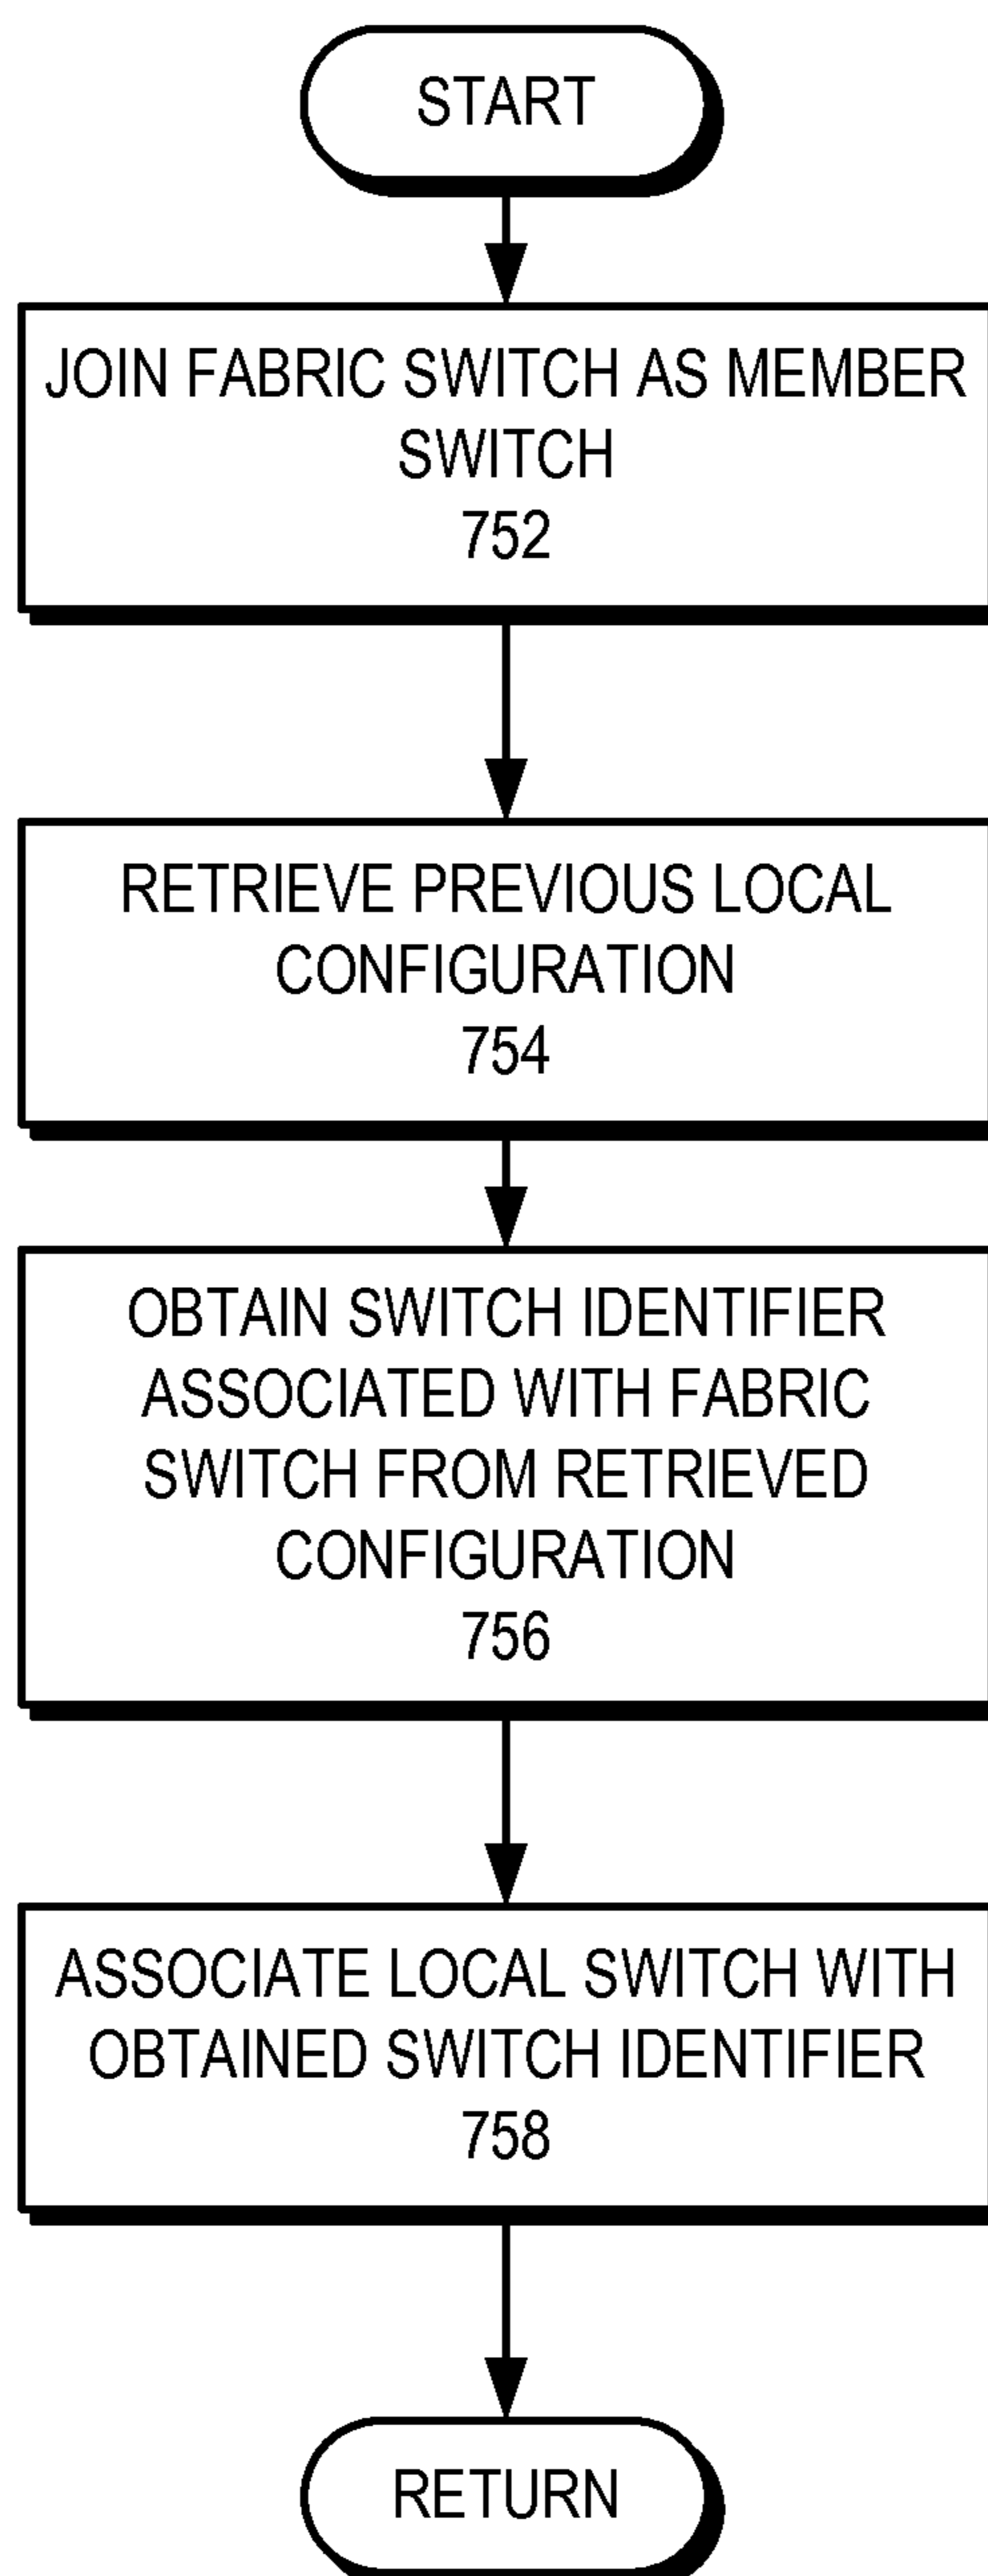 START
JOIN FABRIC SWITCH AS MEMBER
SWITCH
752
RETRIEVE PREVIOUS LOCAL
CONFIGURATION
754
OBTAIN SWITCH IDENTIFIER
ASSOCIATED WITH FABRIC
SWITCH FROM RETRIEVED
CONFIGURATION
756
ASSOCIATE LOCAL SWITCH WITH
OBTAINED SWITCH IDENTIFIER
758
RETURN